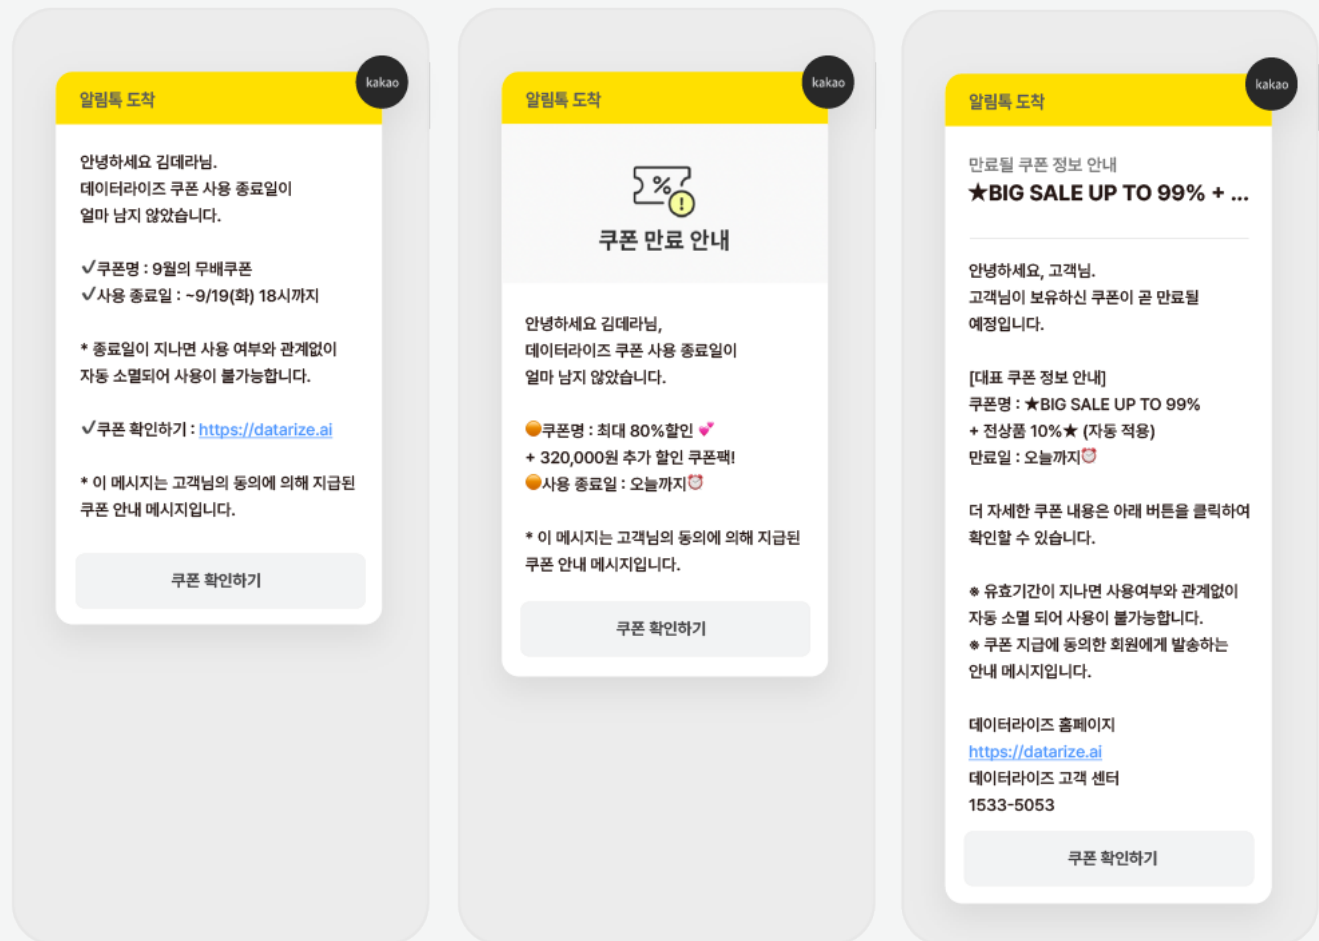 kakao
알림톡 도착
안녕하세요 김데라님.
데이터라이즈 쿠폰 사용 종료일이
얼마 남지 않았습니다.
✓쿠폰명 : 9월의 무배쿠폰
✓사용 종료일 : ~9/19(화) 18시까지
* 종료일이 지나면 사용 여부와 관계없이
자동 소멸되어 사용이 불가능합니다.
✓쿠폰 확인하기 : https://datarize.ai
* 이 메시지는 고객님의 동의에 의해 지급된
쿠폰 안내 메시지입니다.
쿠폰 확인하기
kakao
알림톡 도착
%
!
쿠폰 만료 안내
안녕하세요 김데라님,
데이터라이즈 쿠폰 사용 종료일이
얼마 남지 않았습니다.
🟠쿠폰명 : 최대 80%할인 💕
+ 320,000원 추가 할인 쿠폰팩!
🟠사용 종료일 : 오늘까지⏰
* 이 메시지는 고객님의 동의에 의해 지급된
쿠폰 안내 메시지입니다.
쿠폰 확인하기
kakao
알림톡 도착
만료될 쿠폰 정보 안내
★BIG SALE UP TO 99% + ...
안녕하세요, 고객님.
고객님이 보유하신 쿠폰이 곧 만료될
예정입니다.
[대표 쿠폰 정보 안내]
쿠폰명 : ★BIG SALE UP TO 99%
+ 전상품 10%★ (자동 적용)
만료일 : 오늘까지⏰
더 자세한 쿠폰 내용은 아래 버튼을 클릭하여
확인할 수 있습니다.
※ 유효기간이 지나면 사용여부와 관계없이
자동 소멸 되어 사용이 불가능합니다.
※ 쿠폰 지급에 동의한 회원에게 발송하는
안내 메시지입니다.
데이터라이즈 홈페이지
https://datarize.ai
데이터라이즈 고객 센터
1533-5053
쿠폰 확인하기